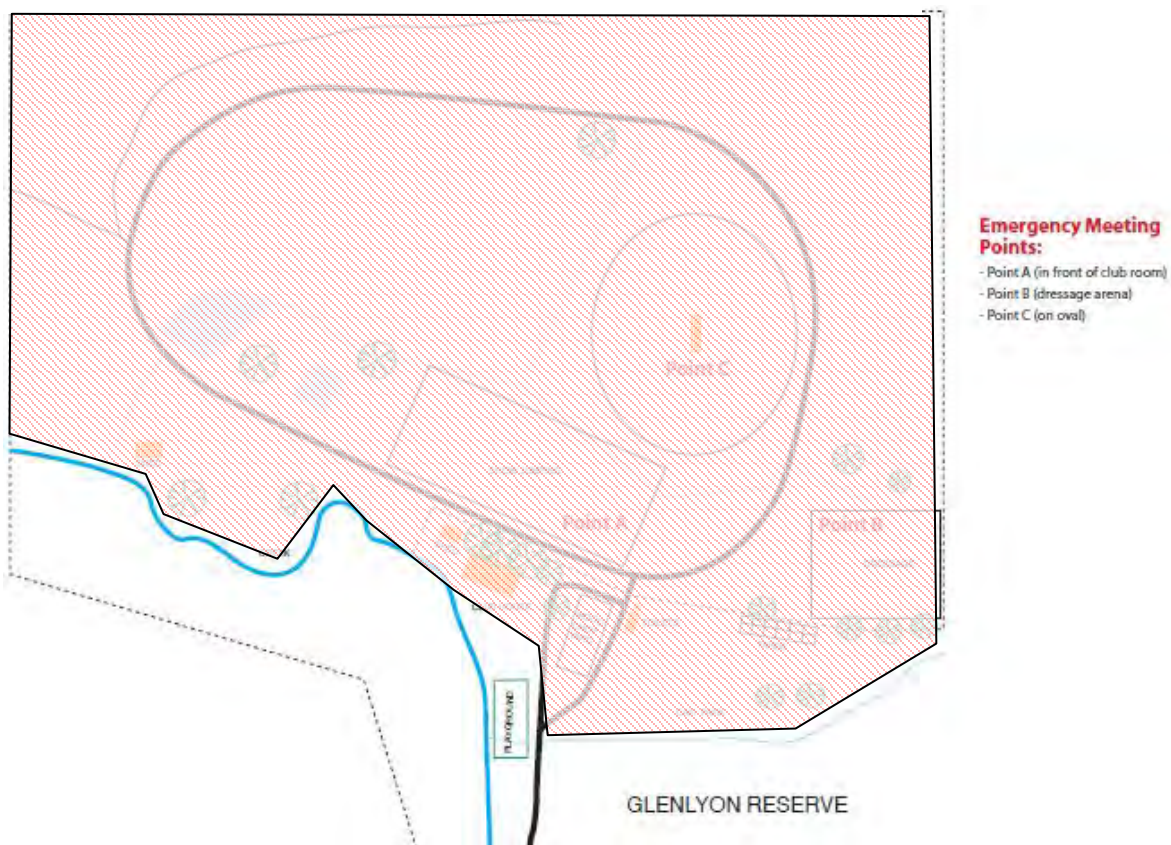 Emergency Meeting
Points:
- Point A (in front of club room)
- Point B (dressage arena)
- Point C (on oval)
Point C
Point A
Point B
DRESSAGE
PLAYGROUND
GLENLYON RESERVE